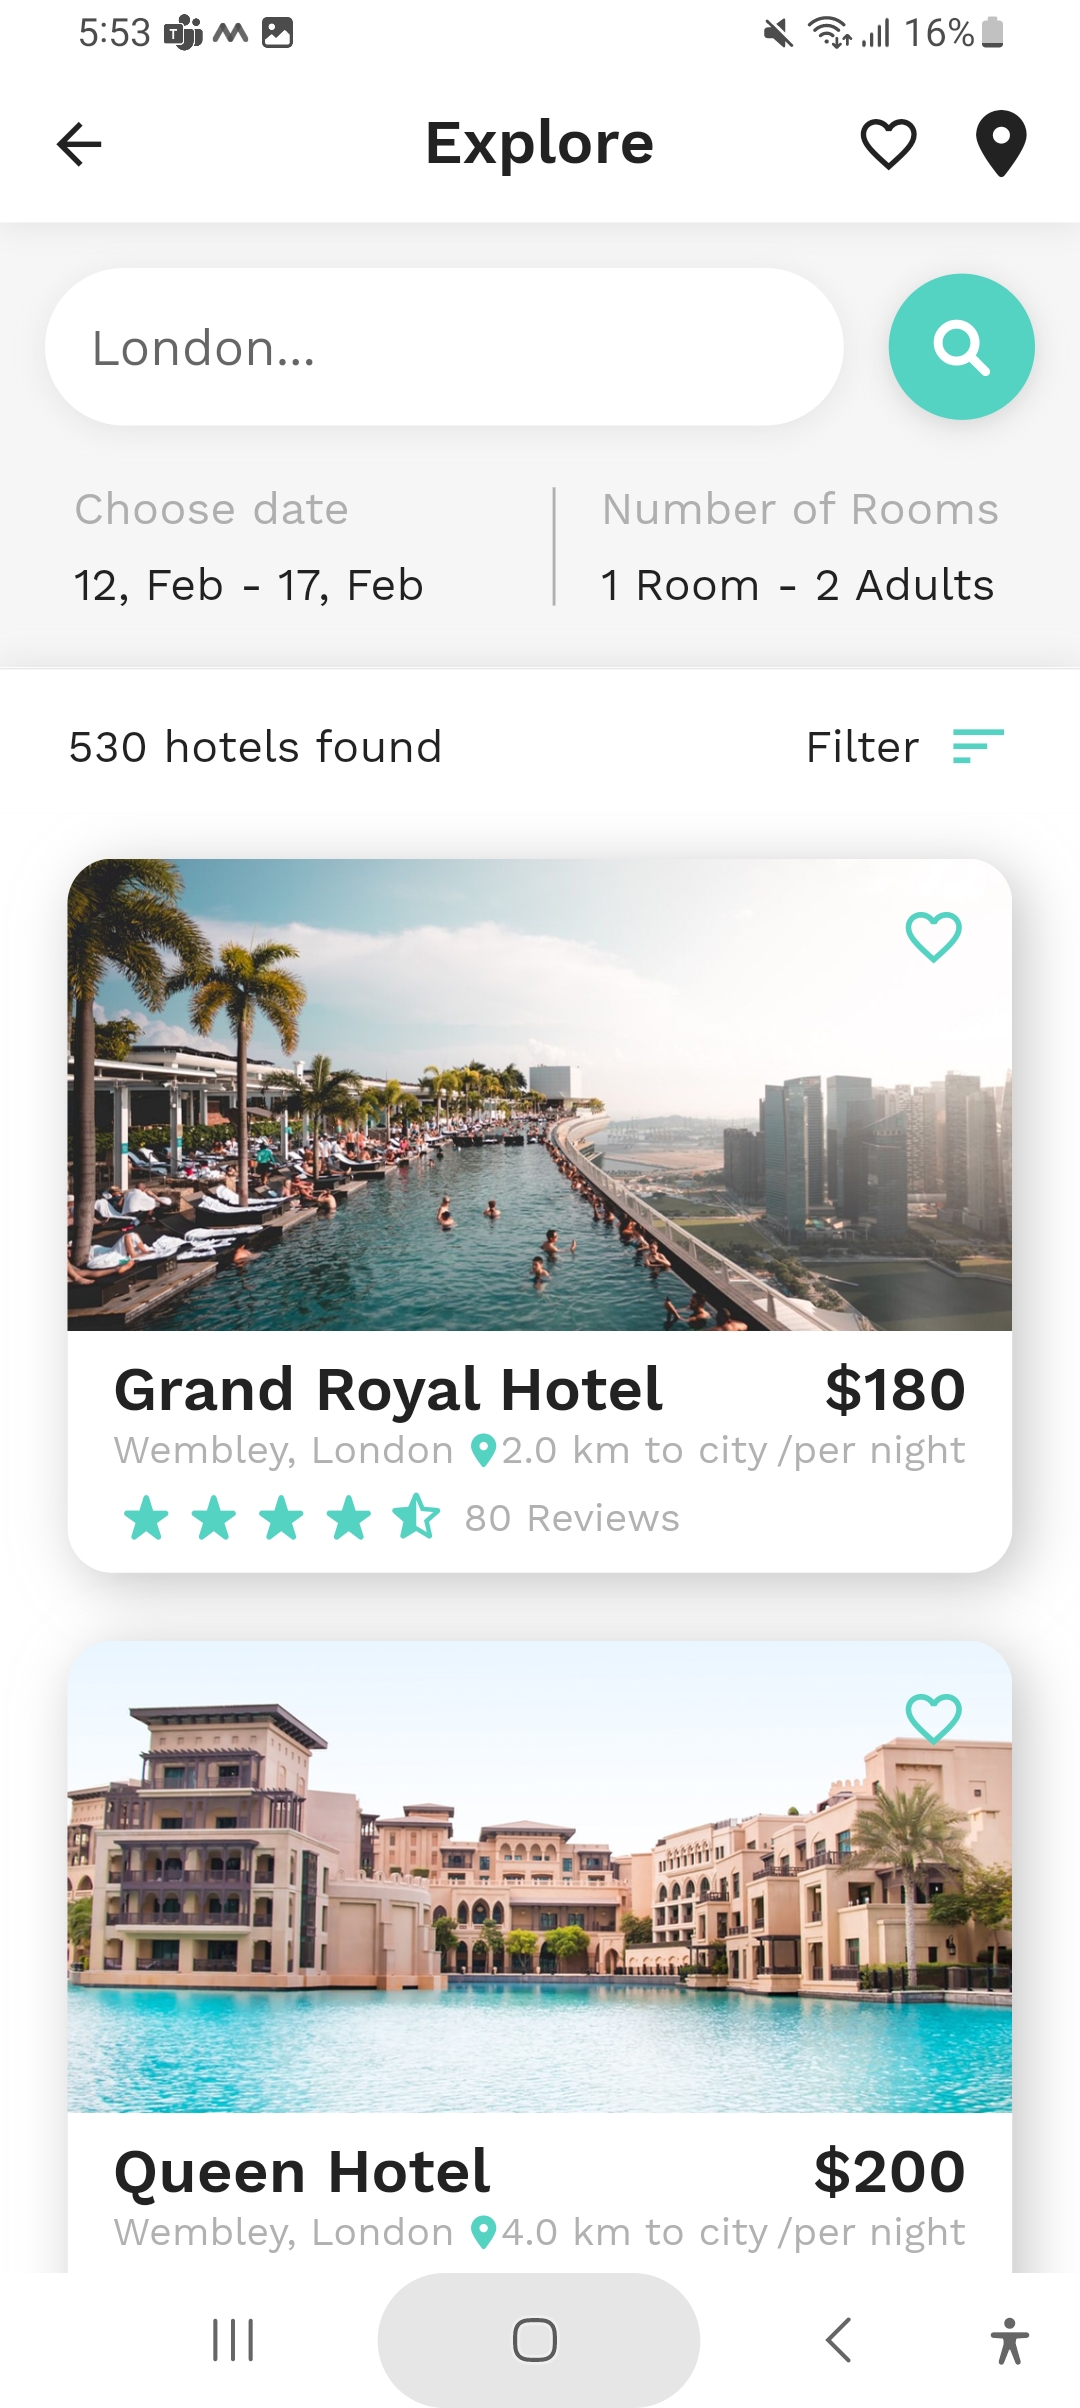 5:53 16%
Explore
London...
Choose date Number of Rooms
12, Feb - 17, Feb 1 Room - 2 Adults
530 hotels found Filter
Grand Royal Hotel $180
Wembley, London 2.0 km to city /per night
80 Reviews
Queen Hotel $200
Wembley, London 4.0 km to city /per night